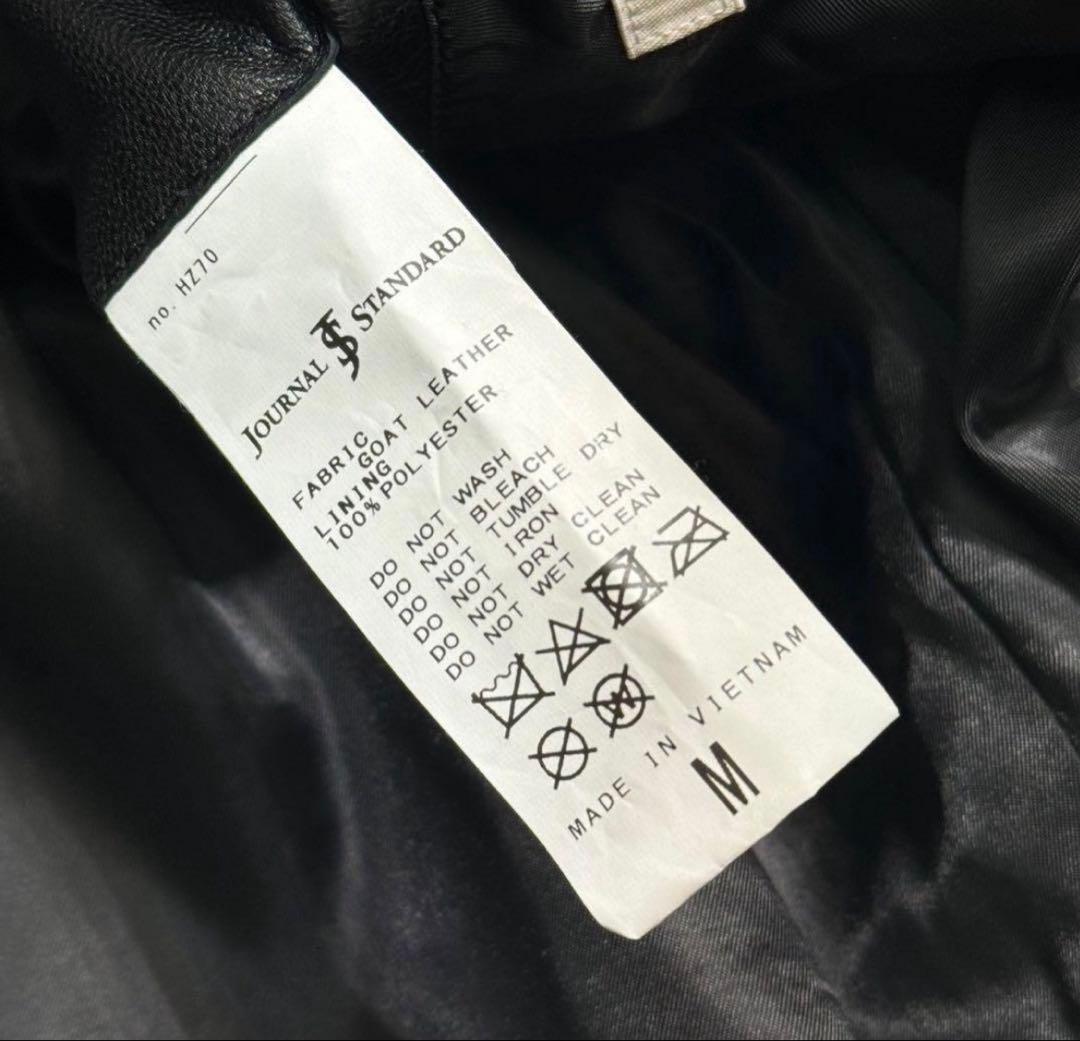 no. HZ70
JOURNAL JS STANDARD
FABRIC
GOAT LEATHER
LINING
100% POLYESTER
DO NOT WASH
DO NOT BLEACH
DO NOT TUMBLE DRY
DO NOT IRON
DO NOT DRY CLEAN
DO NOT WET CLEAN
W
MADE IN VIETNAM
M